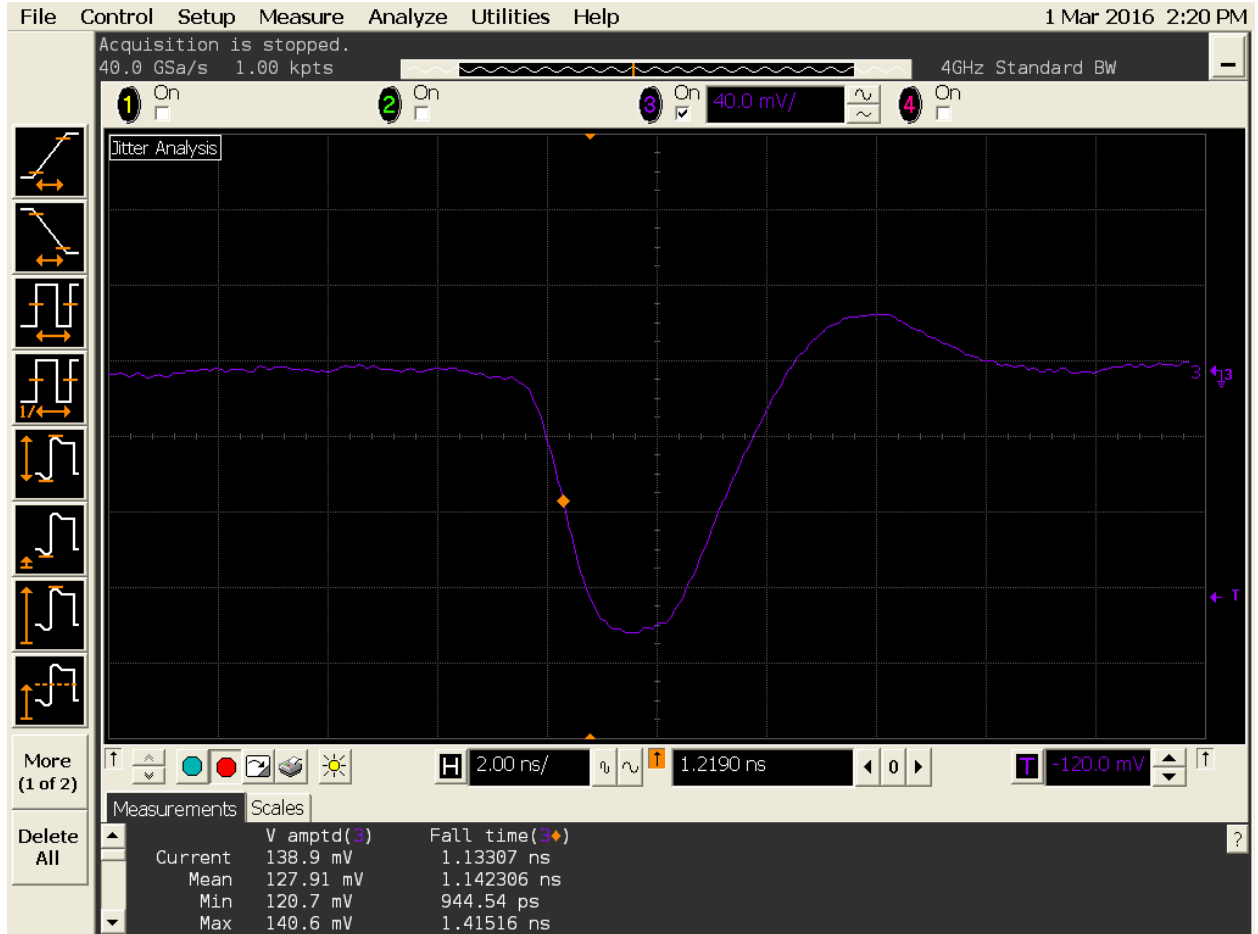 File Control Setup Measure Analyze Utilities Help 1 Mar 2016 2:20 PM
Acquisition is stopped.
40.0 GSa/s 1.00 kpts 4GHz Standard BW
1 On 2 On 3 On 40.0 mV/ 4 On
Jitter Analysis
3 3
1/
T
More
(1 of 2)
Delete
All
H 2.00 ns/ 1.2190 ns 0 T -120.0 mV
Measurements Scales
V amptd(3) Fall time(3◆) ?
Current 138.9 mV 1.13307 ns
Mean 127.91 mV 1.142306 ns
Min 120.7 mV 944.54 ps
Max 140.6 mV 1.41516 ns